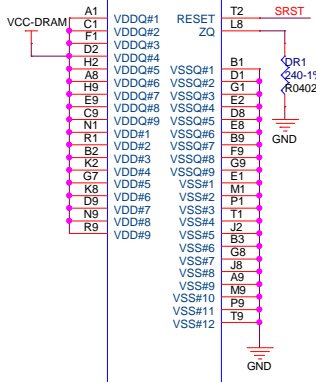 A1 VDDQ#1 RESET T2 SRST
VCC-DRAM C1 VDDQ#2 ZQ L8
F1 VDDQ#3
D2 VDDQ#4
H2 VDDQ#5 VSSQ#1 B1 DR1
A8 VDDQ#6 VSSQ#2 D1 240-1%
H9 VDDQ#7 VSSQ#3 G1 R0402
E9 VDDQ#8 VSSQ#4 E2
C9 VDDQ#9 VSSQ#5 D8
N1 VDD#1 VSSQ#6 E8 GND
R1 VDD#2 VSSQ#7 B9
B2 VDD#3 VSSQ#8 F9
K2 VDD#4 VSSQ#9 G9
G7 VDD#5 VSS#1 E1
K8 VDD#6 VSS#2 M1
D9 VDD#7 VSS#3 P1
N9 VDD#8 VSS#4 T1
R9 VDD#9 VSS#5 J2
VSS#6 B3
VSS#7 G8
VSS#8 J8
VSS#9 A9
VSS#10 M9
VSS#11 P9
VSS#12 T9
GND